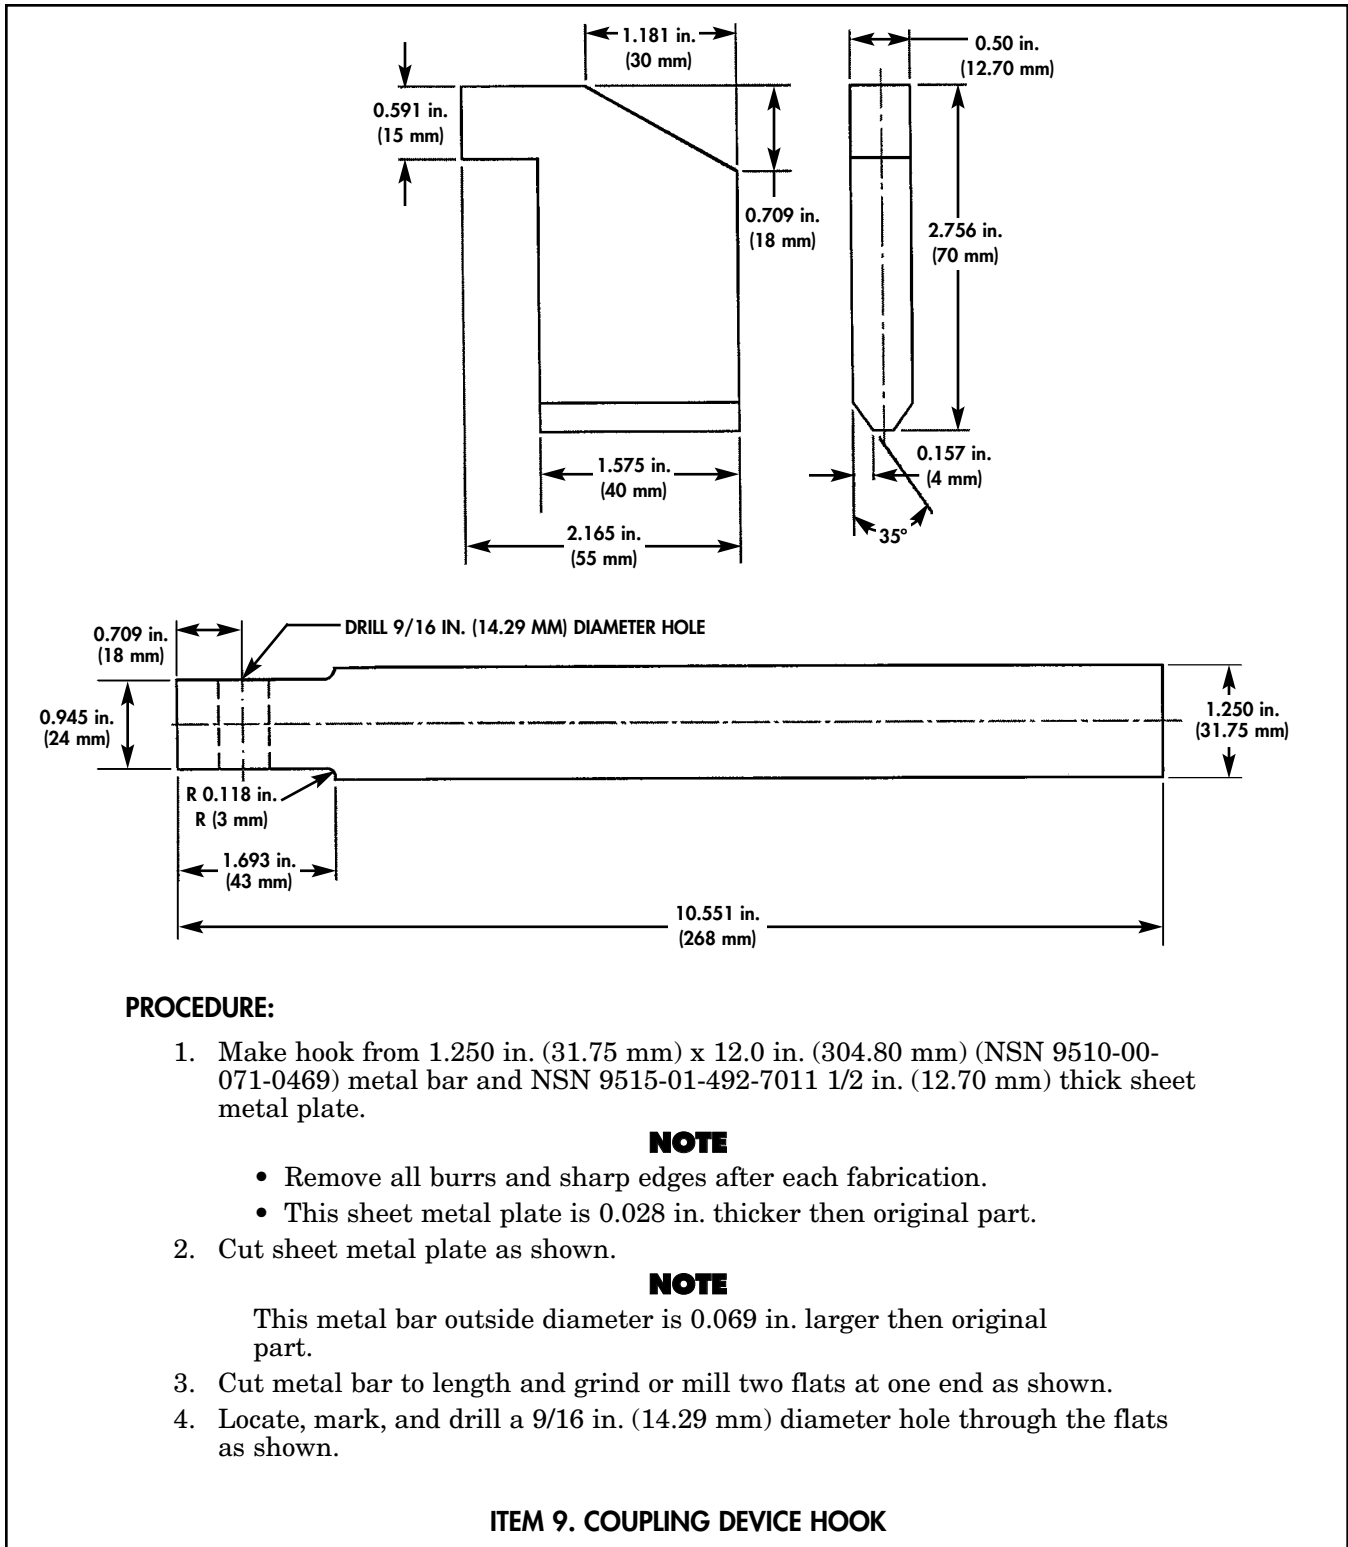 1.181 in.
(30 mm)
0.50 in.
(12.70 mm)
0.591 in.
(15 mm)
0.709 in.
(18 mm)
2.756 in.
(70 mm)
1.575 in.
(40 mm)
0.157 in.
(4 mm)
2.165 in.
(55 mm)
35°
0.709 in.
(18 mm)
DRILL 9/16 IN. (14.29 MM) DIAMETER HOLE
0.945 in.
(24 mm)
1.250 in.
(31.75 mm)
R 0.118 in.
R (3 mm)
1.693 in.
(43 mm)
10.551 in.
(268 mm)
PROCEDURE:
1. Make hook from 1.250 in. (31.75 mm) x 12.0 in. (304.80 mm) (NSN 9510-00-
071-0469) metal bar and NSN 9515-01-492-7011 1/2 in. (12.70 mm) thick sheet
metal plate.
NOTE
• Remove all burrs and sharp edges after each fabrication.
• This sheet metal plate is 0.028 in. thicker then original part.
2. Cut sheet metal plate as shown.
NOTE
This metal bar outside diameter is 0.069 in. larger then original
part.
3. Cut metal bar to length and grind or mill two flats at one end as shown.
4. Locate, mark, and drill a 9/16 in. (14.29 mm) diameter hole through the flats
as shown.
ITEM 9. COUPLING DEVICE HOOK